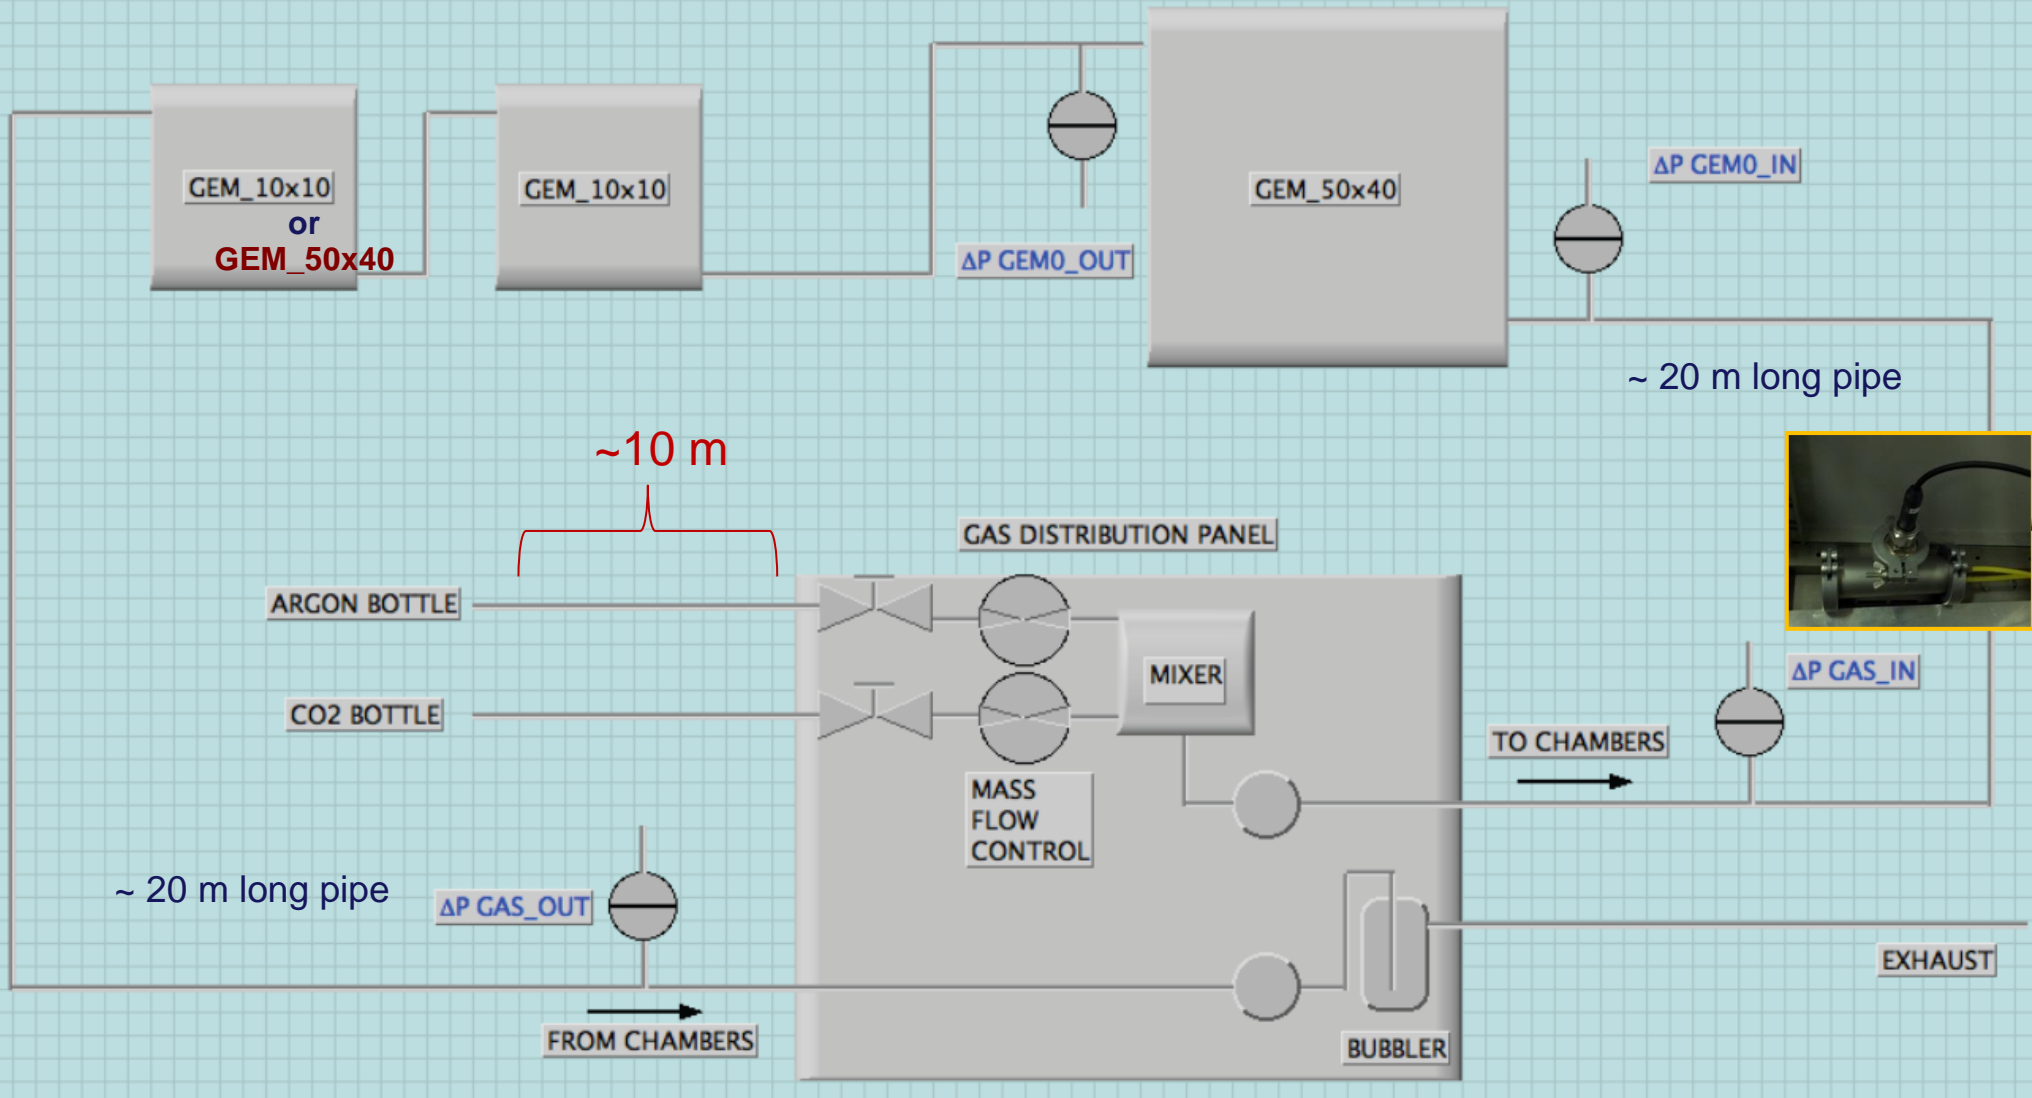 ΔP GEM0_IN
GEM_10x10
or
GEM_50x40
GEM_10x10
GEM_50x40
ΔP GEM0_OUT
~ 20 m long pipe
~10 m
GAS DISTRIBUTION PANEL
ARGON BOTTLE
MIXER
ΔP GAS_IN
CO2 BOTTLE
TO CHAMBERS
MASS
FLOW
CONTROL
~ 20 m long pipe
ΔP GAS_OUT
EXHAUST
FROM CHAMBERS
BUBBLER